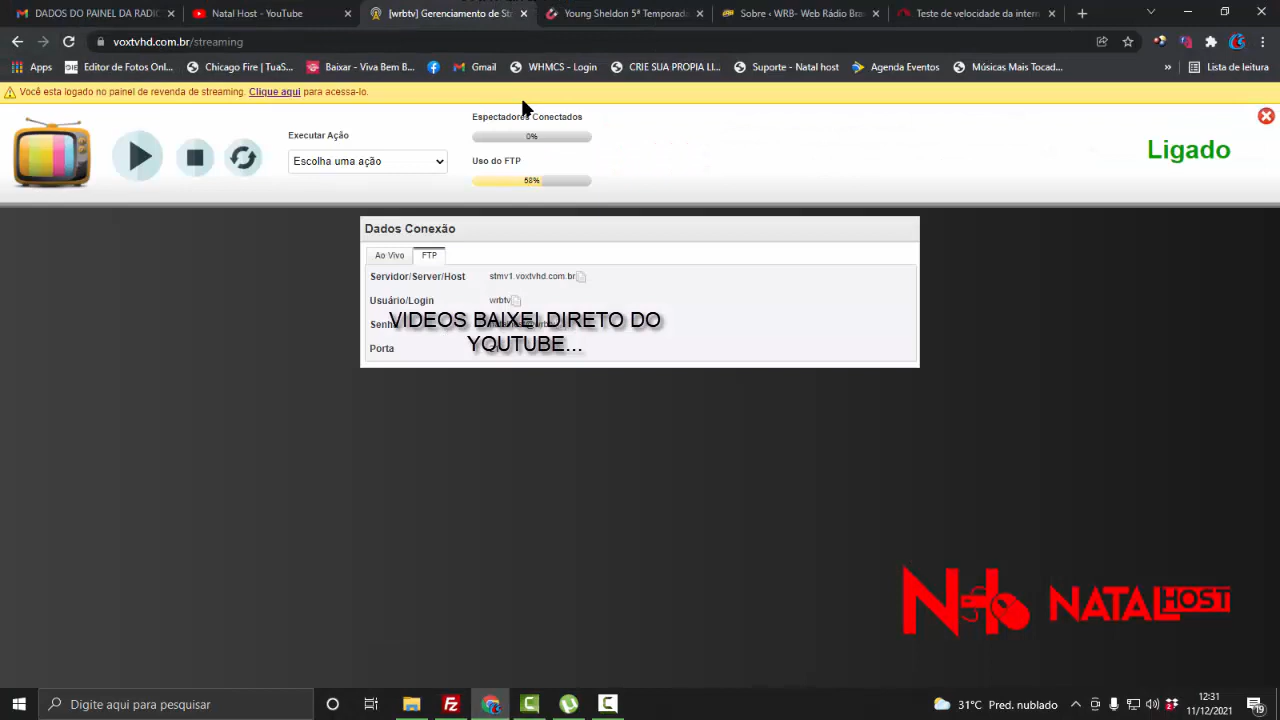 DADOS DO PAINEL DA RADIO
Natal Host - YouTube
[wrbtv] Gerenciamento de St
Young Sheldon 5ª Temporada
Sobre ‹ WRB- Web Rádio Bra
Teste de velocidade da intern
voxtvhd.com.br/streaming
Apps
Editor de Fotos Onl...
Chicago Fire | TuaS...
Baixar - Viva Bem B...
Gmail
WHMCS - Login
CRIE SUA PROPIA LI...
Suporte - Natal host
Agenda Eventos
Músicas Mais Tocad...
»
Lista de leitura
Você esta logado no painel de revenda de streaming. Clique aqui para acessa-lo.
Executar Ação
Escolha uma ação
Espectadores Conectados
0%
Uso do FTP
58%
Ligado
Dados Conexão
Ao Vivo
FTP
Servidor/Server/Host
stmv1.voxtvhd.com.br
Usuário/Login
wrbtv
VIDEOS BAIXEI DIRETO DO
YOUTUBE...
Porta
NATALHOST
Digite aqui para pesquisar
31°C Pred. nublado
12:31
11/12/2021
19